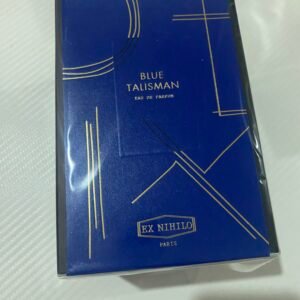 BLUE
TALISMAN
EAU DE PARFUM
EX NIHILO
PARIS